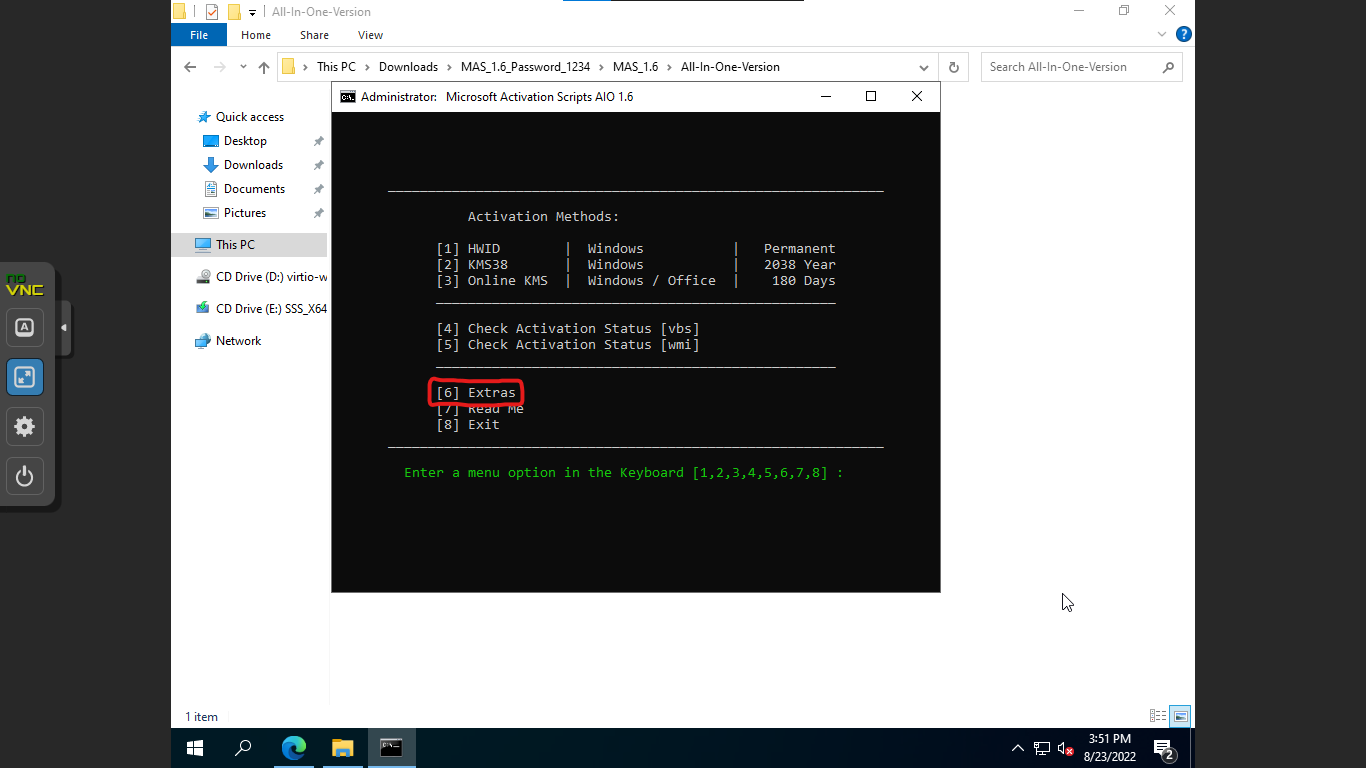 All-In-One-Version
File Home Share View
This PC Downloads MAS_1.6_Password_1234 MAS_1.6 All-In-One-Version
Search All-In-One-Version
Administrator: Microsoft Activation Scripts AIO 1.6
Quick access
Desktop
Downloads
Documents
Pictures
This PC
CD Drive (D:) virtio-w
CD Drive (E:) SSS_X64
Network
noVNC
A
Activation Methods:
[1] HWID | Windows | Permanent
[2] KMS38 | Windows | 2038 Year
[3] Online KMS | Windows / Office | 180 Days
[4] Check Activation Status [vbs]
[5] Check Activation Status [wmi]
[6] Extras
[7] Read Me
[8] Exit
Enter a menu option in the Keyboard [1,2,3,4,5,6,7,8] :
1 item
3:51 PM
8/23/2022
2